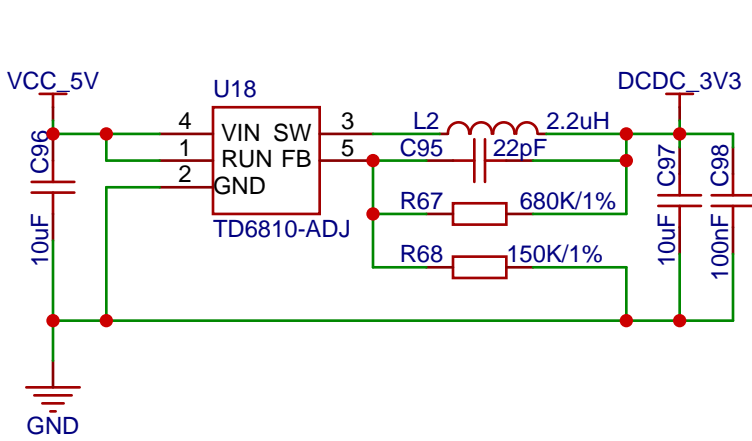 VCC_5V
U18
DCDC_3V3
4
VIN SW
3
L2
2.2uH
1
RUN FB
5
C95
22pF
2
GND
C96
10uF
R67
680K/1%
TD6810-ADJ
R68
150K/1%
C97
10uF
C98
100nF
GND